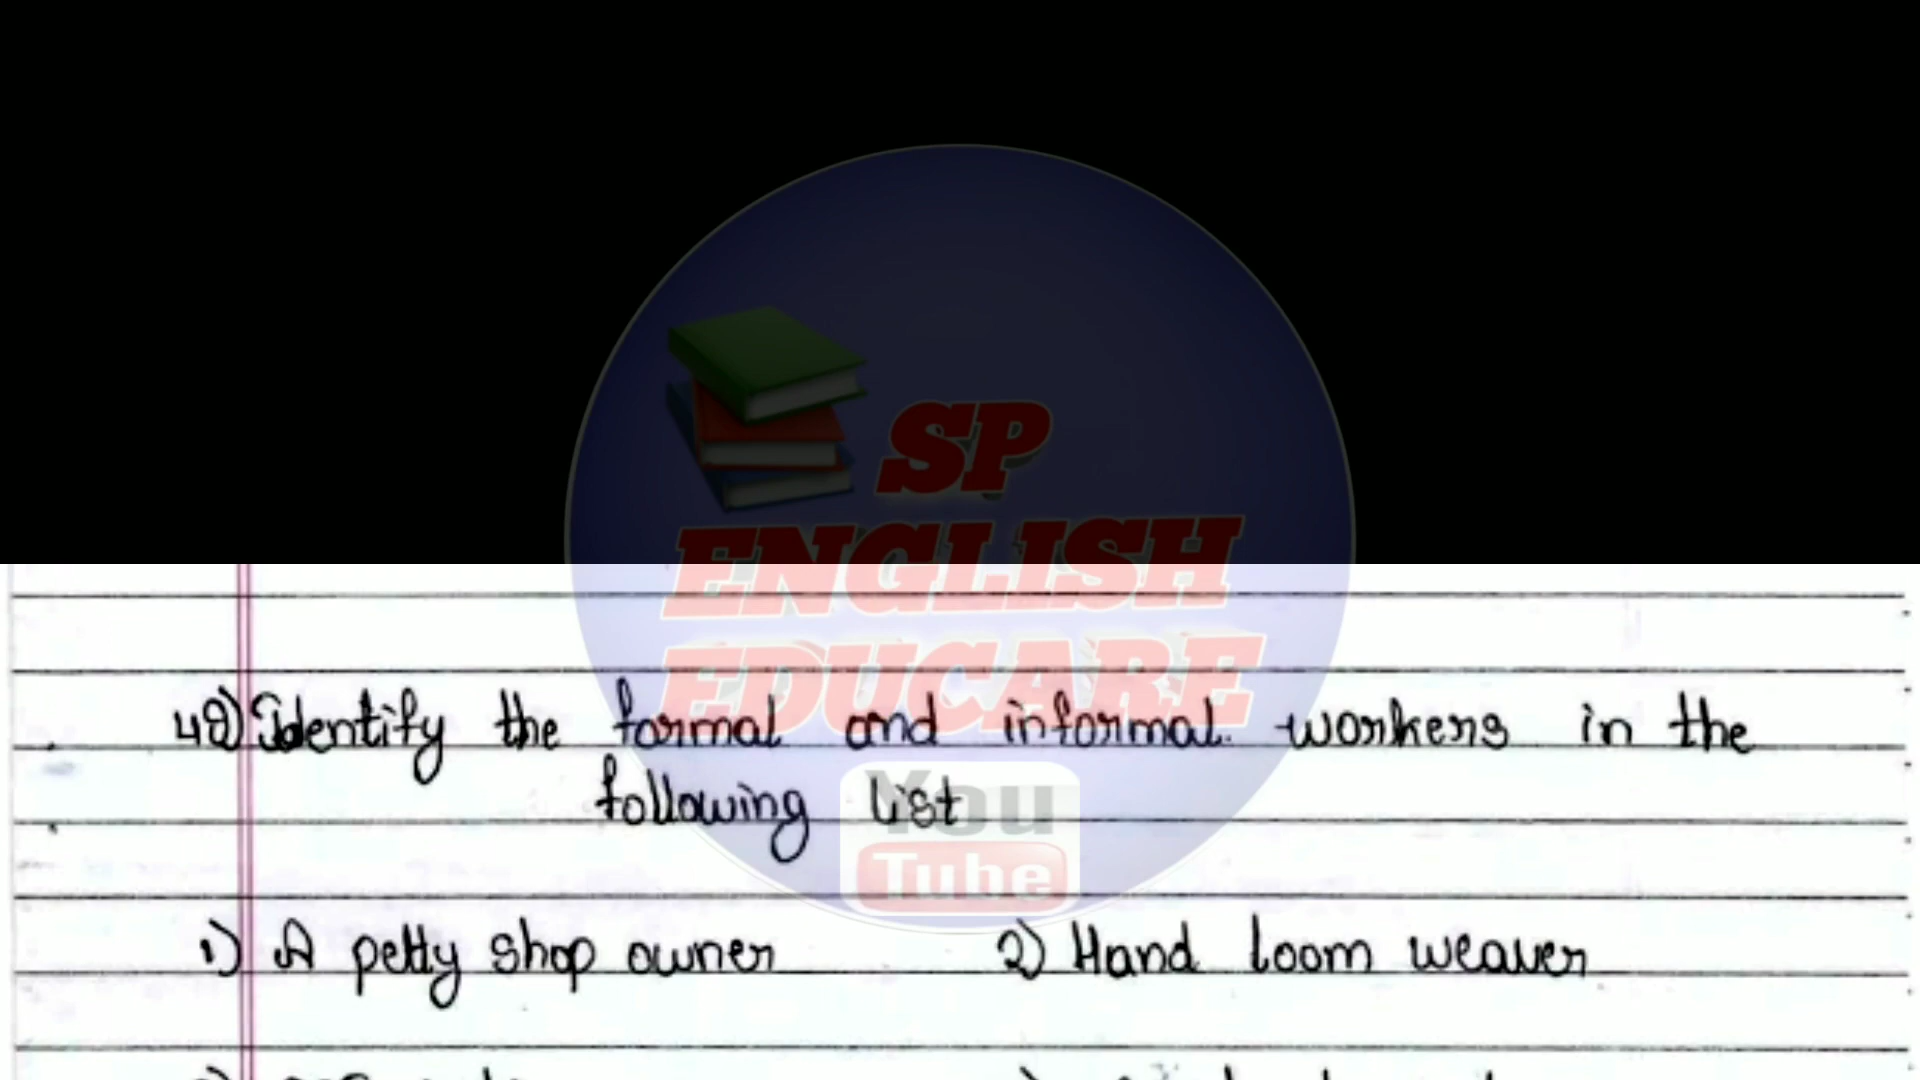 SP
ENGLISH
EDUCARE
42) Identify the formal and informal workers in the
following list
You
Tube
1) A petty shop owner 2) Hand loom weaver